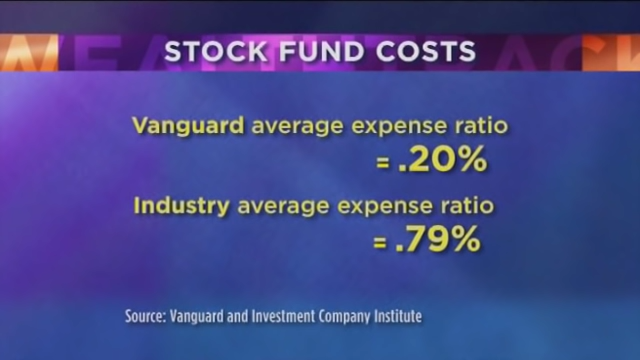 WEALTHTRACK
STOCK FUND COSTS
Vanguard average expense ratio
= .20%
Industry average expense ratio
= .79%
Source: Vanguard and Investment Company Institute